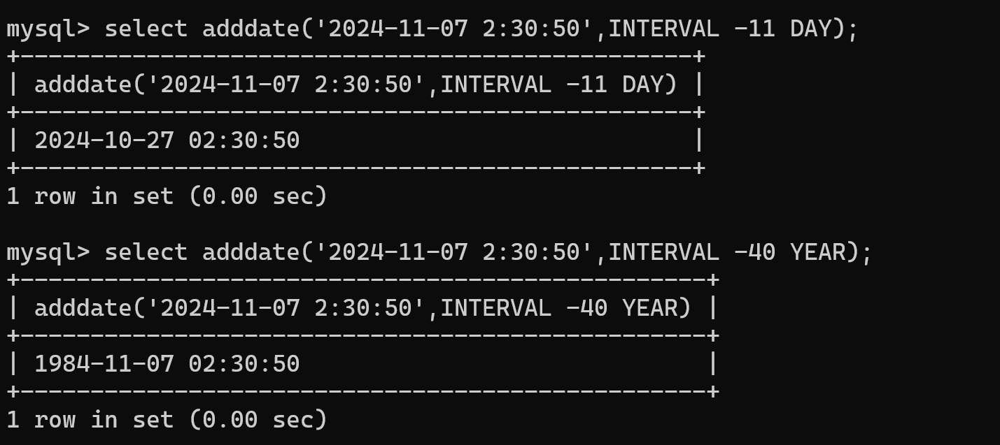 mysql> select adddate('2024-11-07 2:30:50',INTERVAL -11 DAY);
+------------------------------------------------+
| adddate('2024-11-07 2:30:50',INTERVAL -11 DAY) |
+------------------------------------------------+
| 2024-10-27 02:30:50                            |
+------------------------------------------------+
1 row in set (0.00 sec)

mysql> select adddate('2024-11-07 2:30:50',INTERVAL -40 YEAR);
+-------------------------------------------------+
| adddate('2024-11-07 2:30:50',INTERVAL -40 YEAR) |
+-------------------------------------------------+
| 1984-11-07 02:30:50                             |
+-------------------------------------------------+
1 row in set (0.00 sec)